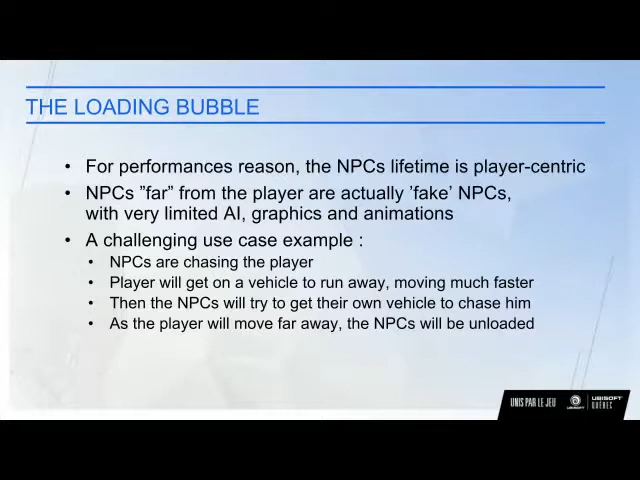 THE LOADING BUBBLE
• For performances reason, the NPCs lifetime is player-centric
• NPCs ”far” from the player are actually ’fake’ NPCs,
with very limited AI, graphics and animations
• A challenging use case example :
• NPCs are chasing the player
• Player will get on a vehicle to run away, moving much faster
• Then the NPCs will try to get their own vehicle to chase him
• As the player will move far away, the NPCs will be unloaded
UNIS PAR LE JEU
UBISOFT
UBISOFT
QUÉBEC